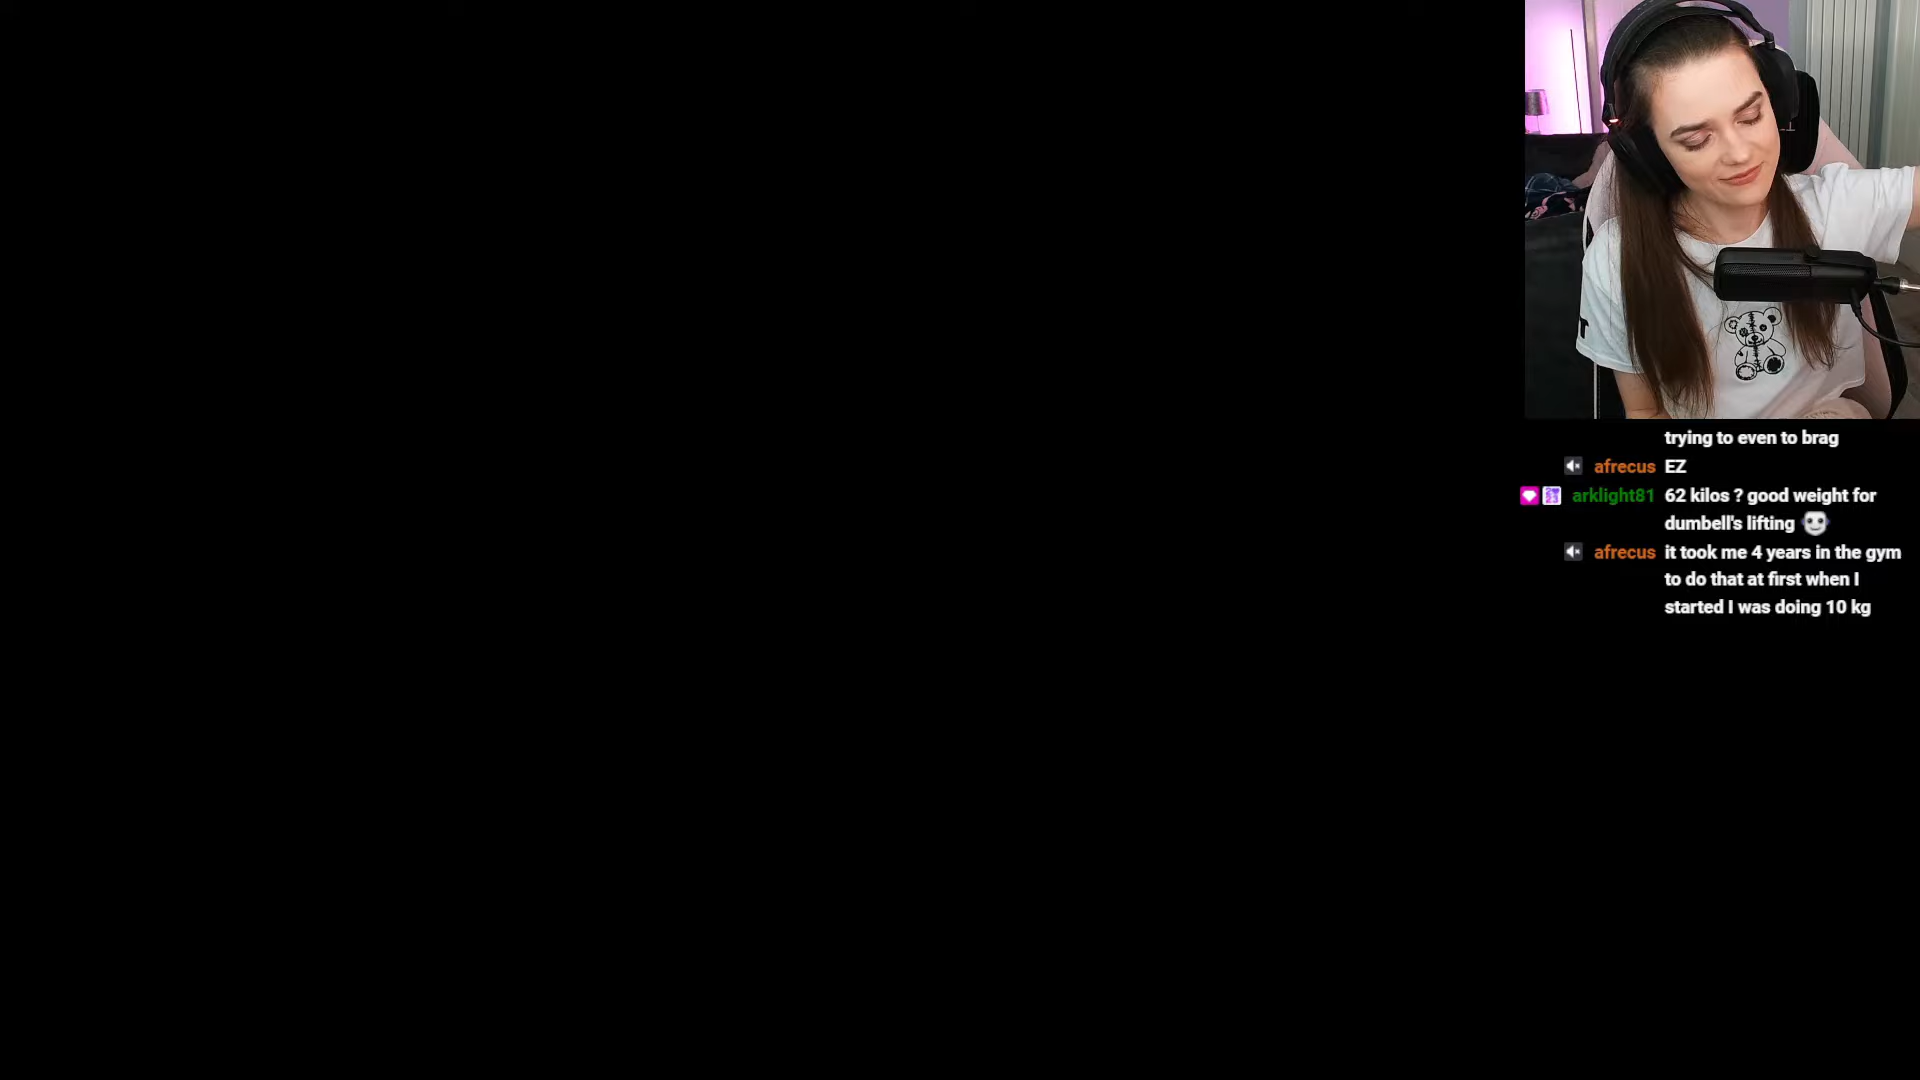 trying to even to brag
afrecus EZ
arklight81 62 kilos ? good weight for
dumbell's lifting
afrecus it took me 4 years in the gym
to do that at first when I
started I was doing 10 kg